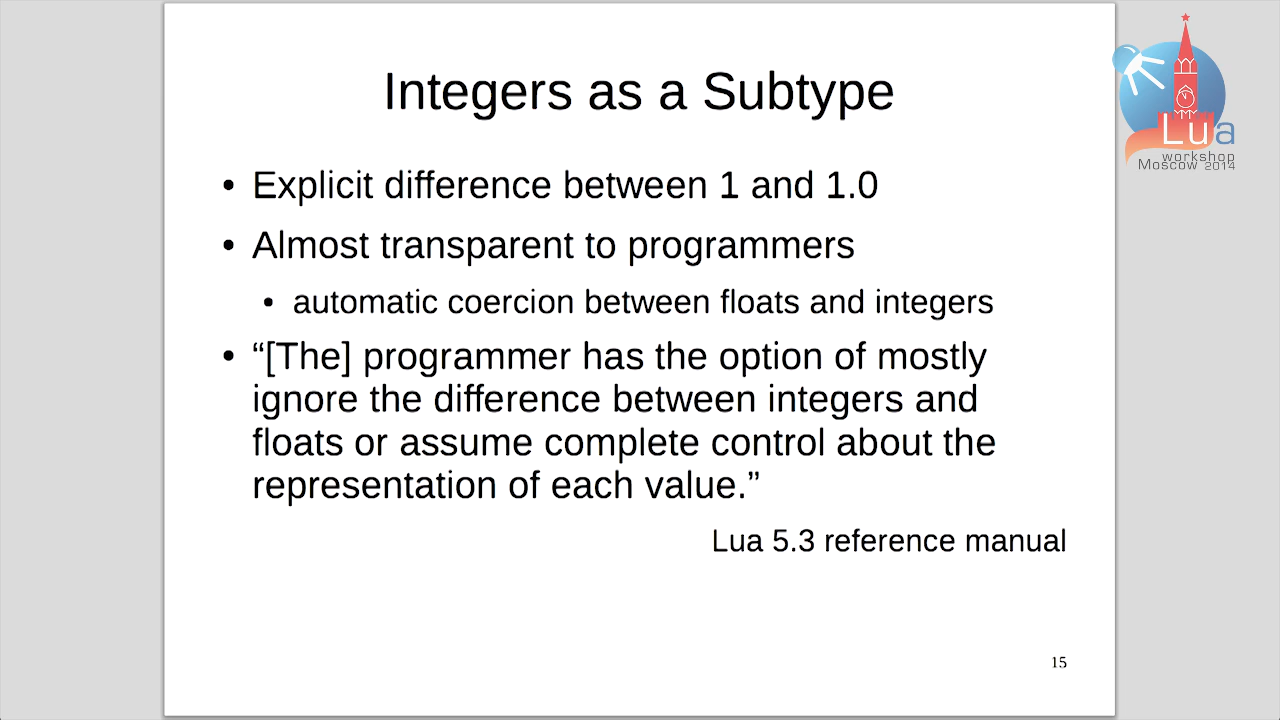 Integers as a Subtype
• Explicit difference between 1 and 1.0
• Almost transparent to programmers
• automatic coercion between floats and integers
• “[The] programmer has the option of mostly
ignore the difference between integers and
floats or assume complete control about the
representation of each value.”
Lua 5.3 reference manual
15
Lua
workshop
Moscow 2014